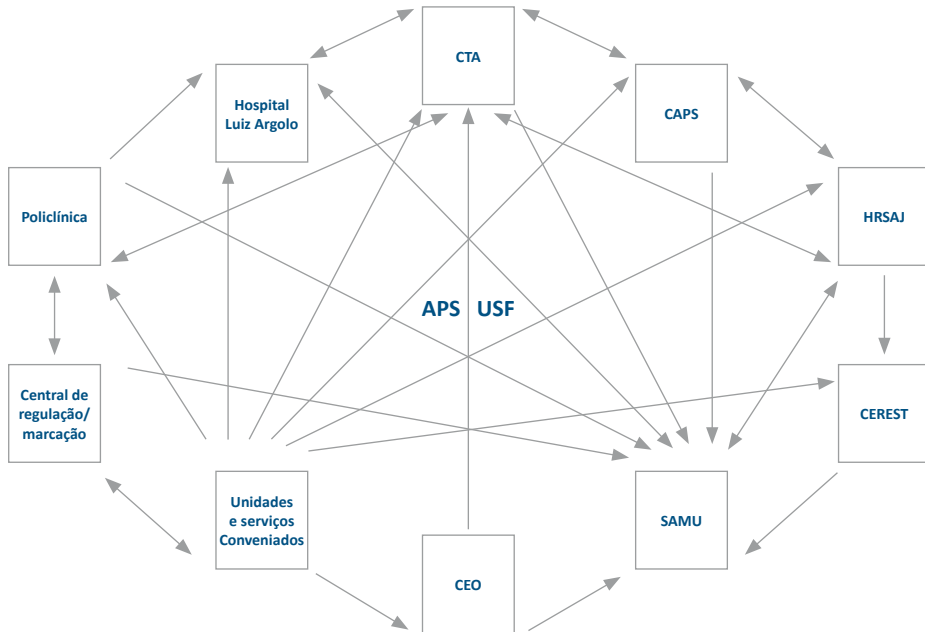 CTA
Hospital
Luiz Argolo
CAPS
Policlínica
HRSAJ
APS USF
Central de
regulação/
marcação
CEREST
Unidades
e serviços
Conveniados
SAMU
CEO